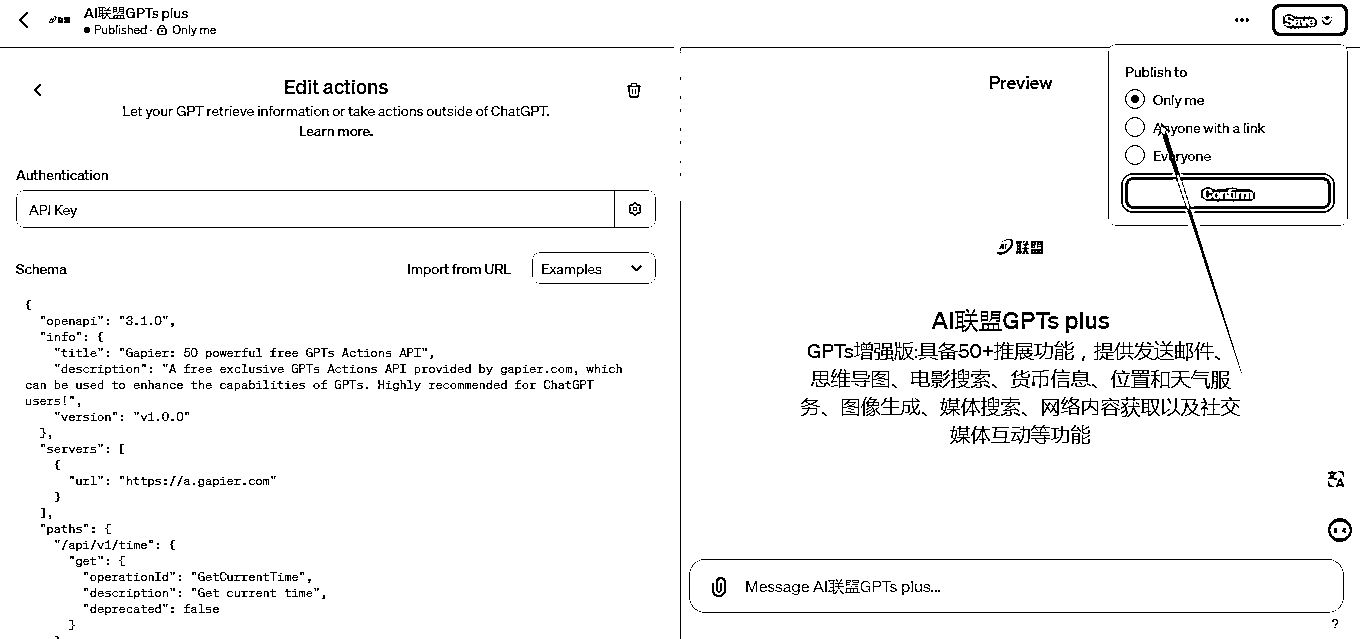 AI联盟GPTs plus
Published · Only me
Save
Edit actions
Let your GPT retrieve information or take actions outside of ChatGPT.
Learn more.
Authentication
API Key
Schema
Import from URL
Examples
{
"openapi": "3.1.0",
"info": {
"title": "Gapier: 50 powerful free GPTs Actions API",
"description": "A free exclusive GPTs Actions API provided by gapier.com, which
can be used to enhance the capabilities of GPTs. Highly recommended for ChatGPT
users!",
"version": "v1.0.0"
},
"servers": [
{
"url": "https://a.gapier.com"
}
],
"paths": {
"/api/v1/time": {
"get": {
"operationId": "GetCurrentTime",
"description": "Get current time",
"deprecated": false
}
Preview
Publish to
Only me
Anyone with a link
Everyone
Confirm
AI联盟
AI联盟GPTs plus
GPTs增强版:具备50+推展功能，提供发送邮件、
思维导图、电影搜索、货币信息、位置和天气服
务、图像生成、媒体搜索、网络内容获取以及社交
媒体互动等功能
Message AI联盟GPTs plus...
?